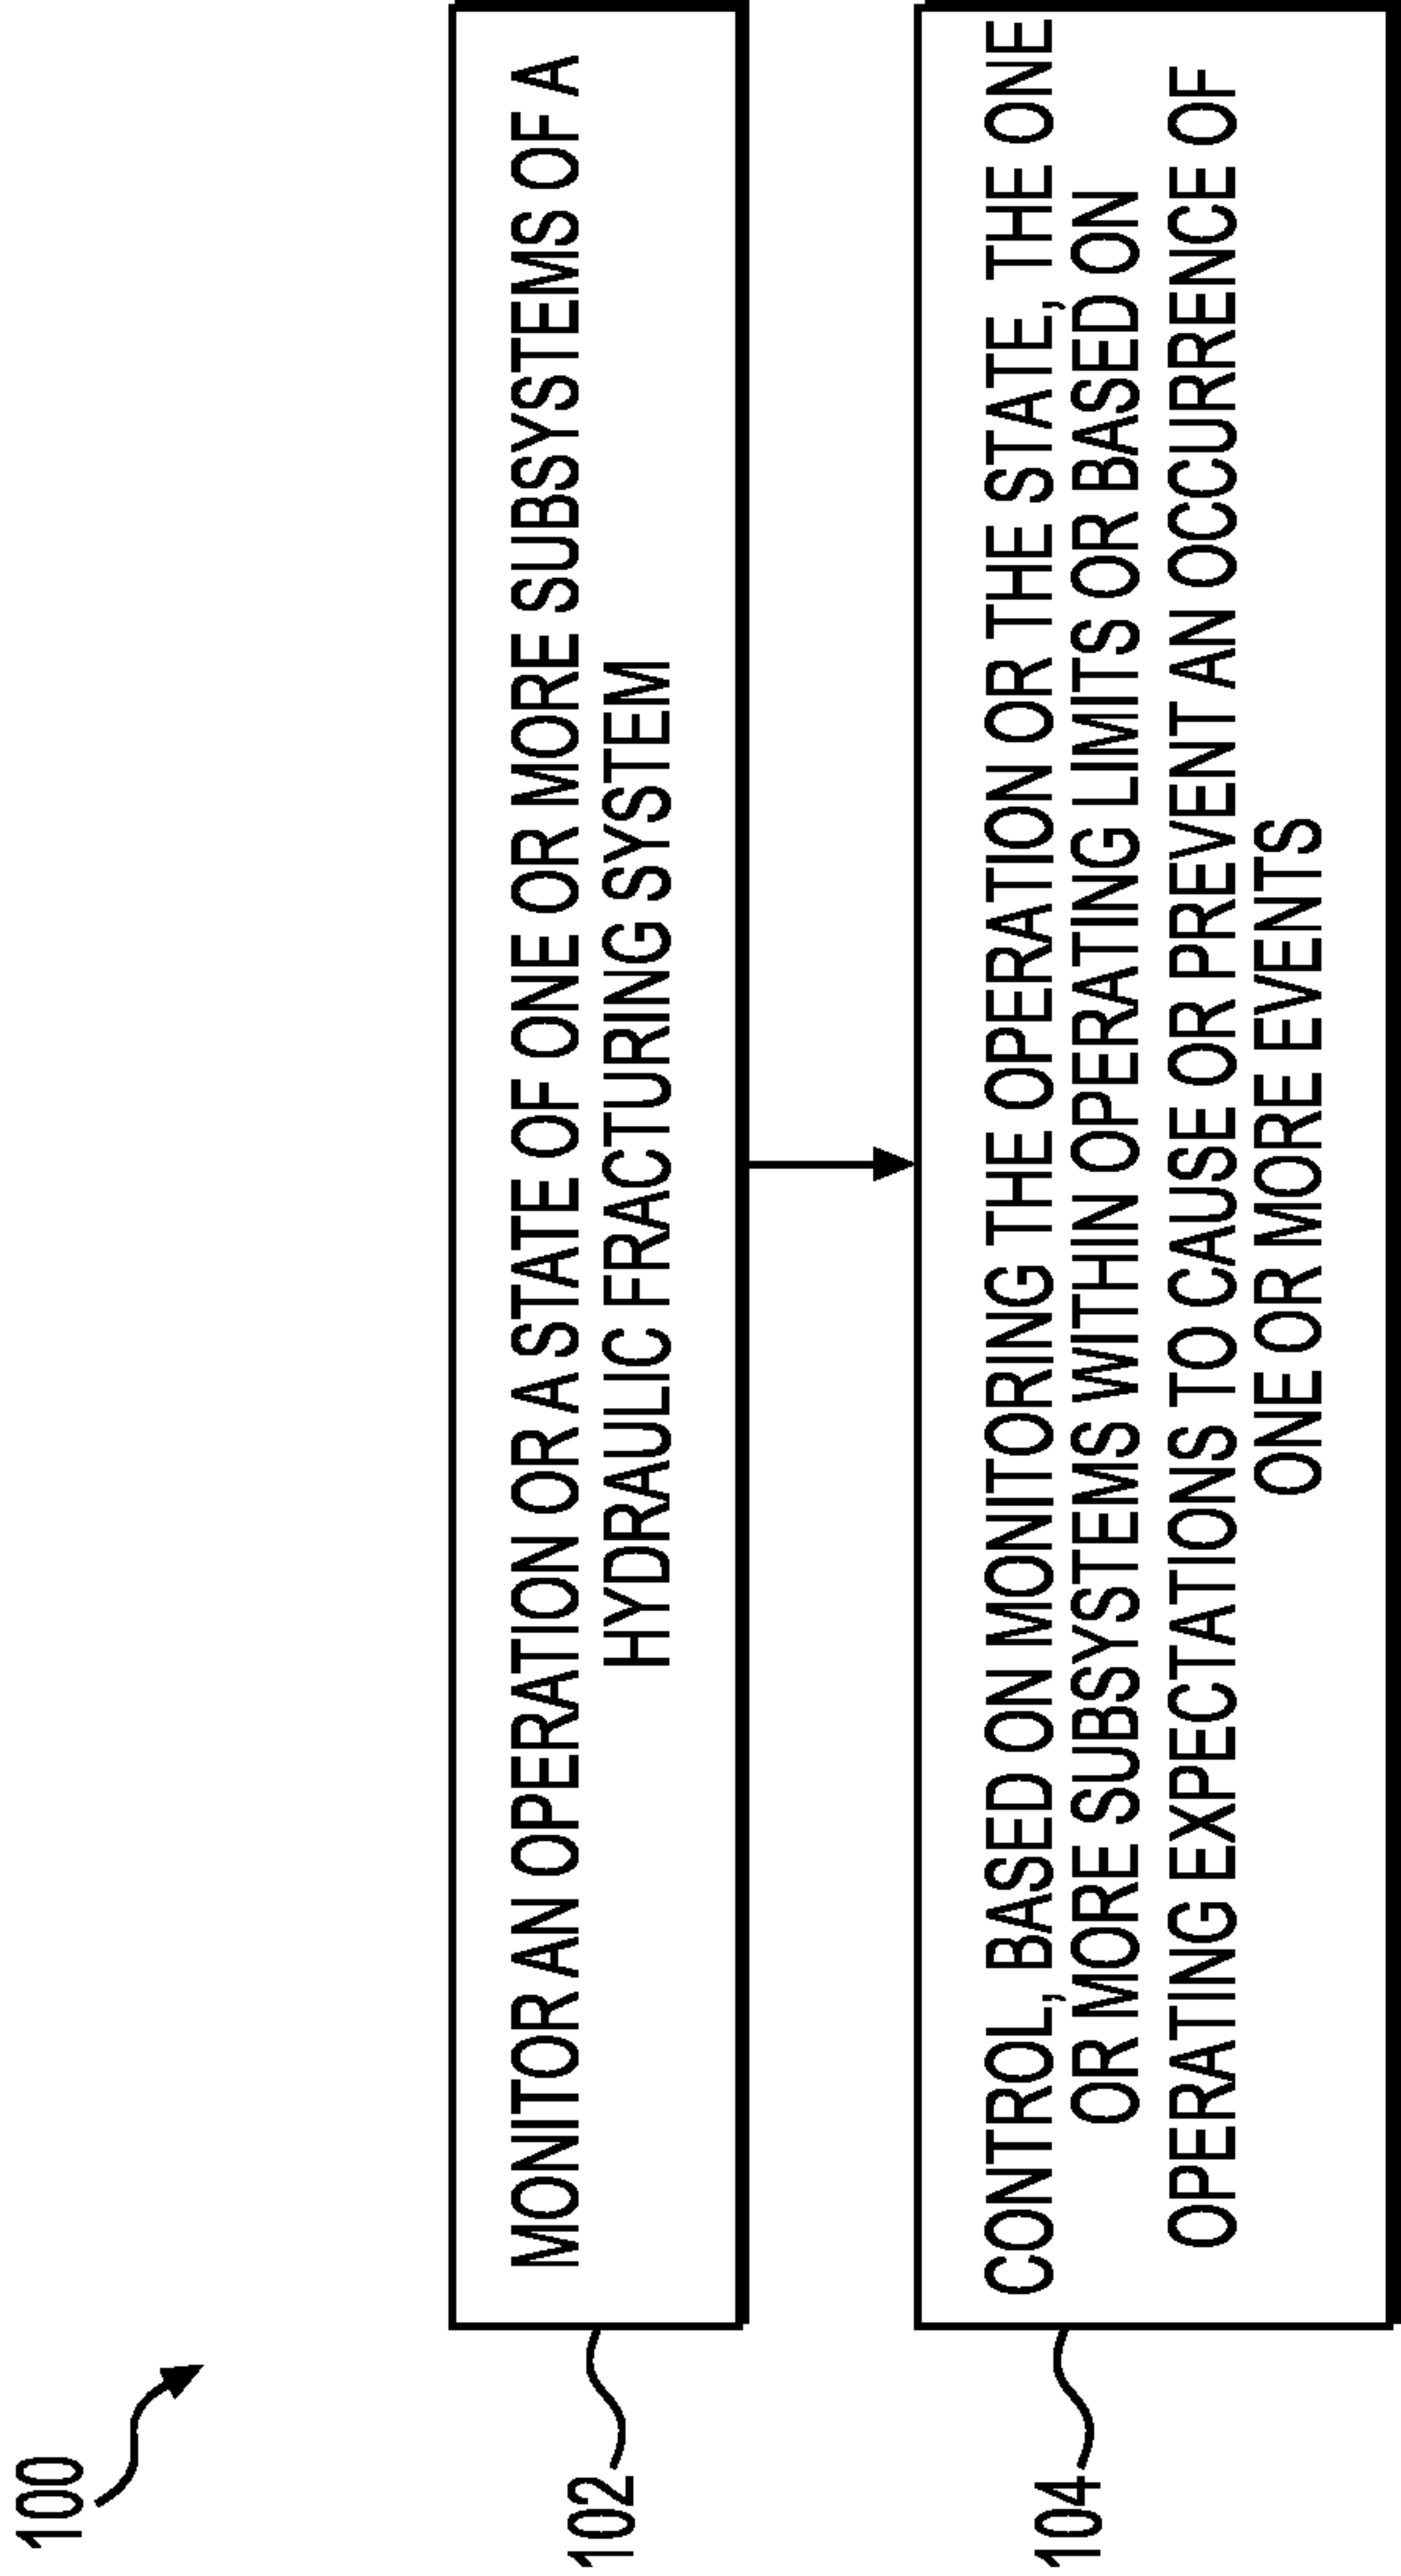 100
102
MONITOR AN OPERATION OR A STATE OF ONE OR MORE SUBSYSTEMS OF A
HYDRAULIC FRACTURING SYSTEM
104
CONTROL, BASED ON MONITORING THE OPERATION OR THE STATE, THE ONE
OR MORE SUBSYSTEMS WITHIN OPERATING LIMITS OR BASED ON
OPERATING EXPECTATIONS TO CAUSE OR PREVENT AN OCCURRENCE OF
ONE OR MORE EVENTS